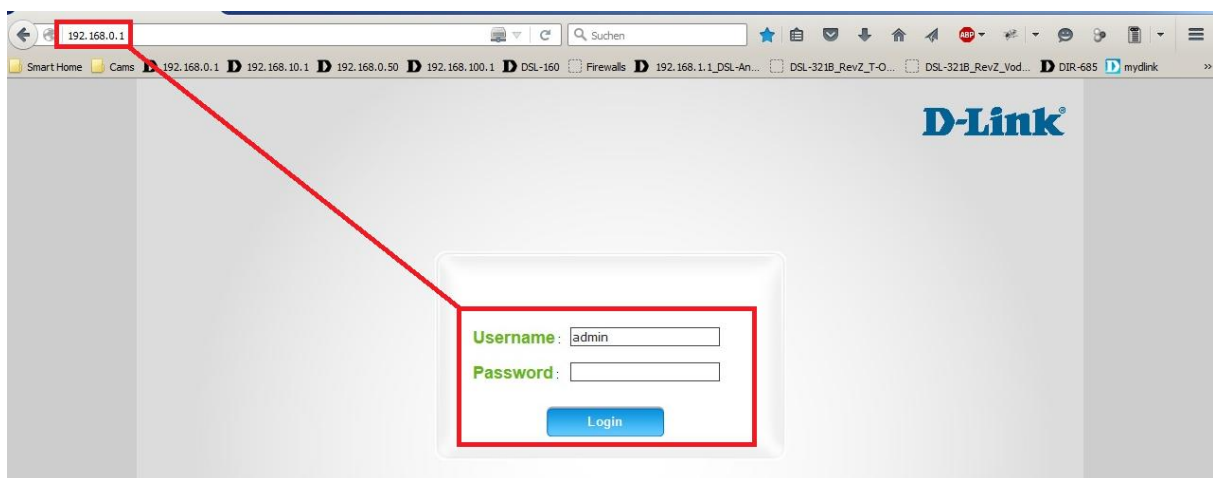 192.168.0.1 Suchen ABP
Smart Home Cams 192.168.0.1 192.168.10.1 192.168.0.50 192.168.100.1 DSL-160 Firewalls 192.168.1.1_DSL-An... DSL-321B_RevZ_T-O... DSL-321B_RevZ_Vod... DIR-685 mydlink »
D-Link®
Username : admin
Password :
Login